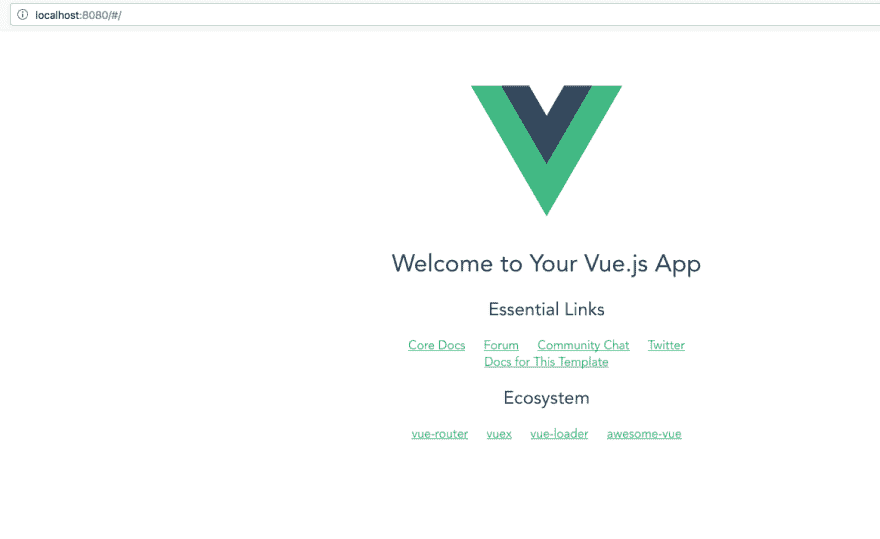 localhost:8080/#/
Welcome to Your Vue.js App
Essential Links
Core Docs Forum Community Chat Twitter
Docs for This Template
Ecosystem
vue-router vuex vue-loader awesome-vue